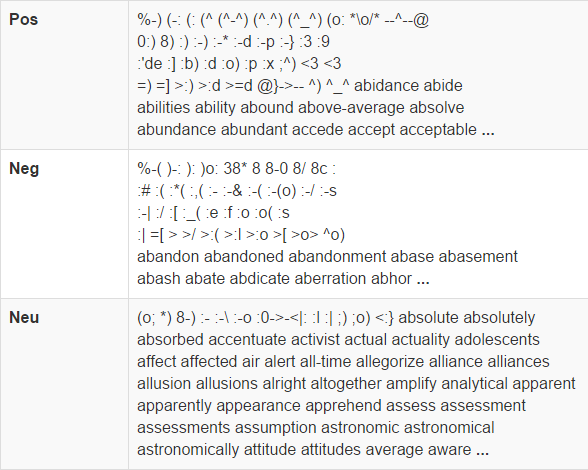 Pos
%-) (-: (: (^ (^-^) (^.^) (^_^) (o: *\o/* --^--@
0:) 8) :) :-) :-* :-d :-p :-} :3 :9
:'de :] :b) :d :o) :p :x ;^) <3 <3
=) =] >:) >:d >=d @}->-- ^) ^_^ abidance abide
abilities ability abound above-average absolve
abundance abundant accede accept acceptable ...
Neg
%-( )-: ): )o: 38* 8 8-0 8/ 8c :
:# :( :*( :,( :- :-& :-( :-(o) :-/ :-s
:-| :/ :[ :_( :e :f :o :o( :s
:| =[ > >/ >:( >:l >:o >[ >o> ^o)
abandon abandoned abandonment abase abasement
abash abate abdicate aberration abhor ...
Neu
(o; *) 8-) :- :-\ :-o :0->-<|: :l :| ;) ;o) <:} absolute absolutely
absorbed accentuate activist actual actuality adolescents
affect affected air alert all-time allegorize alliance alliances
allusion allusions alright altogether amplify analytical apparent
apparently appearance apprehend assess assessment
assessments assumption astronomic astronomical
astronomically attitude attitudes average aware ...